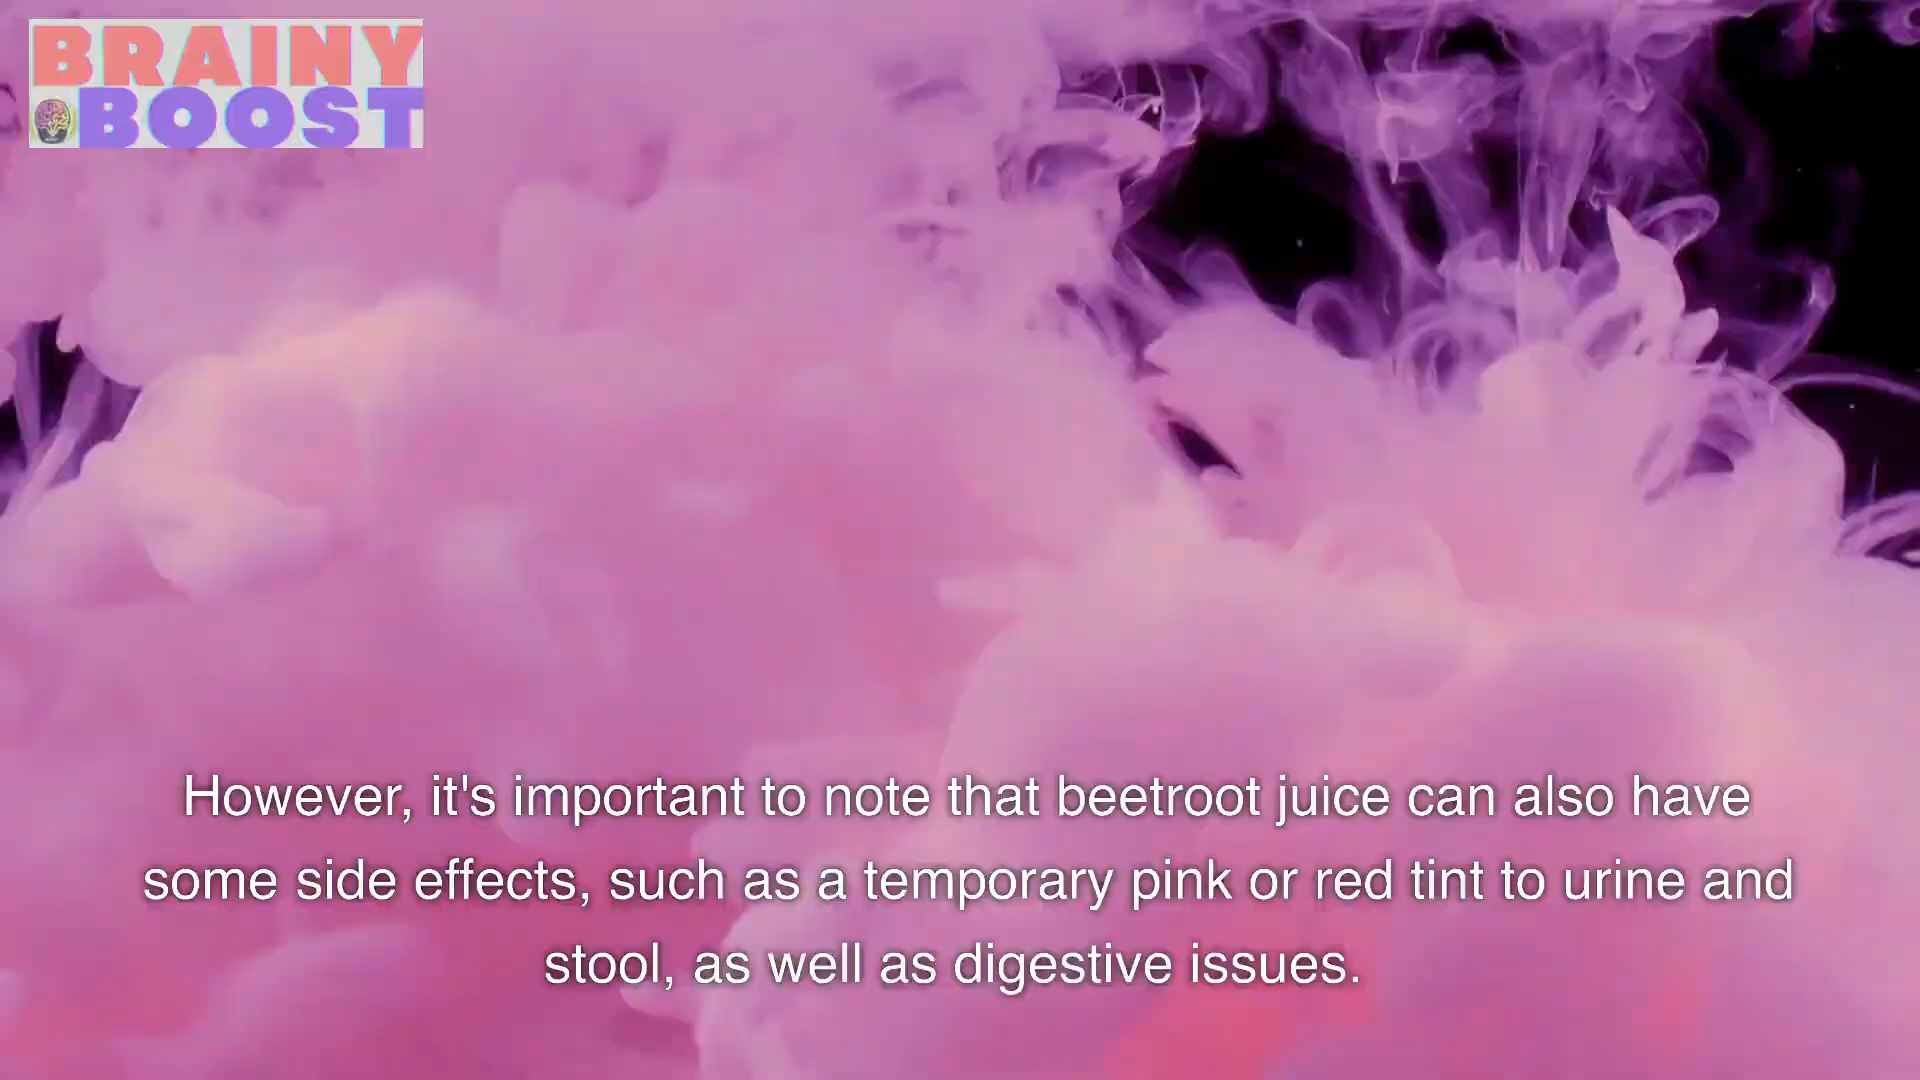 BRAINY
BOOST
However, it's important to note that beetroot juice can also have
some side effects, such as a temporary pink or red tint to urine and
stool, as well as digestive issues.